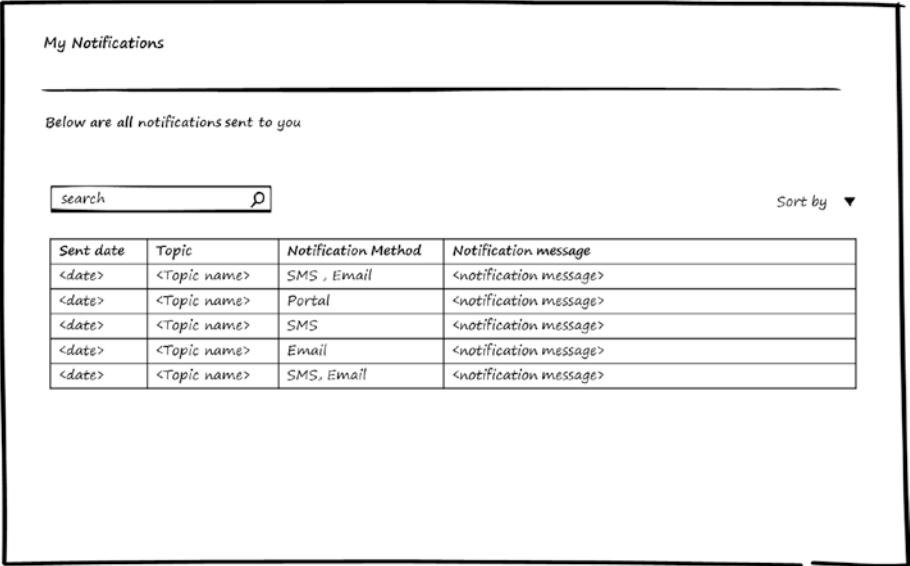 My Notifications
Below are all notifications sent to you
search
Sort by ▼
Sent date Topic Notification Method Notification message
<date> <Topic name> SMS , Email <notification message>
<date> <Topic name> Portal <notification message>
<date> <Topic name> SMS <notification message>
<date> <Topic name> Email <notification message>
<date> <Topic name> SMS, Email <notification message>